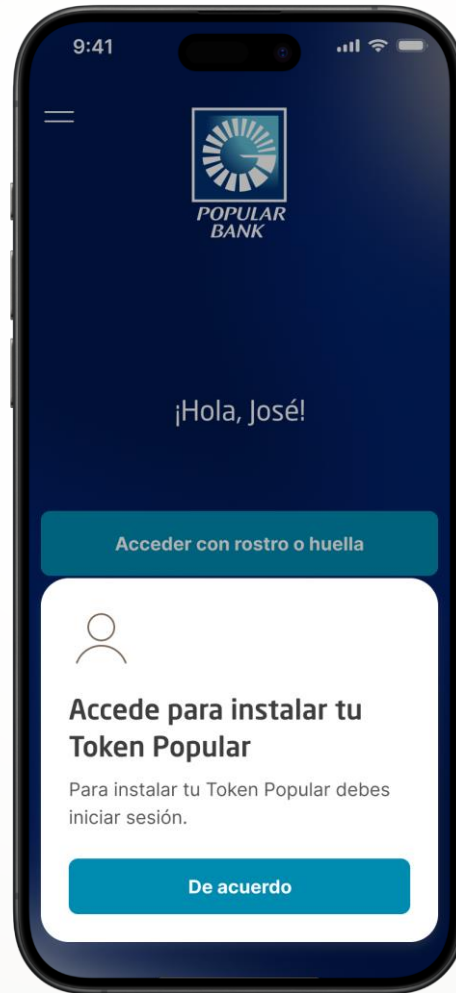 9:41
POPULAR
BANK
¡Hola, José!
Acceder con rostro o huella
Accede para instalar tu
Token Popular
Para instalar tu Token Popular debes
iniciar sesión.
De acuerdo